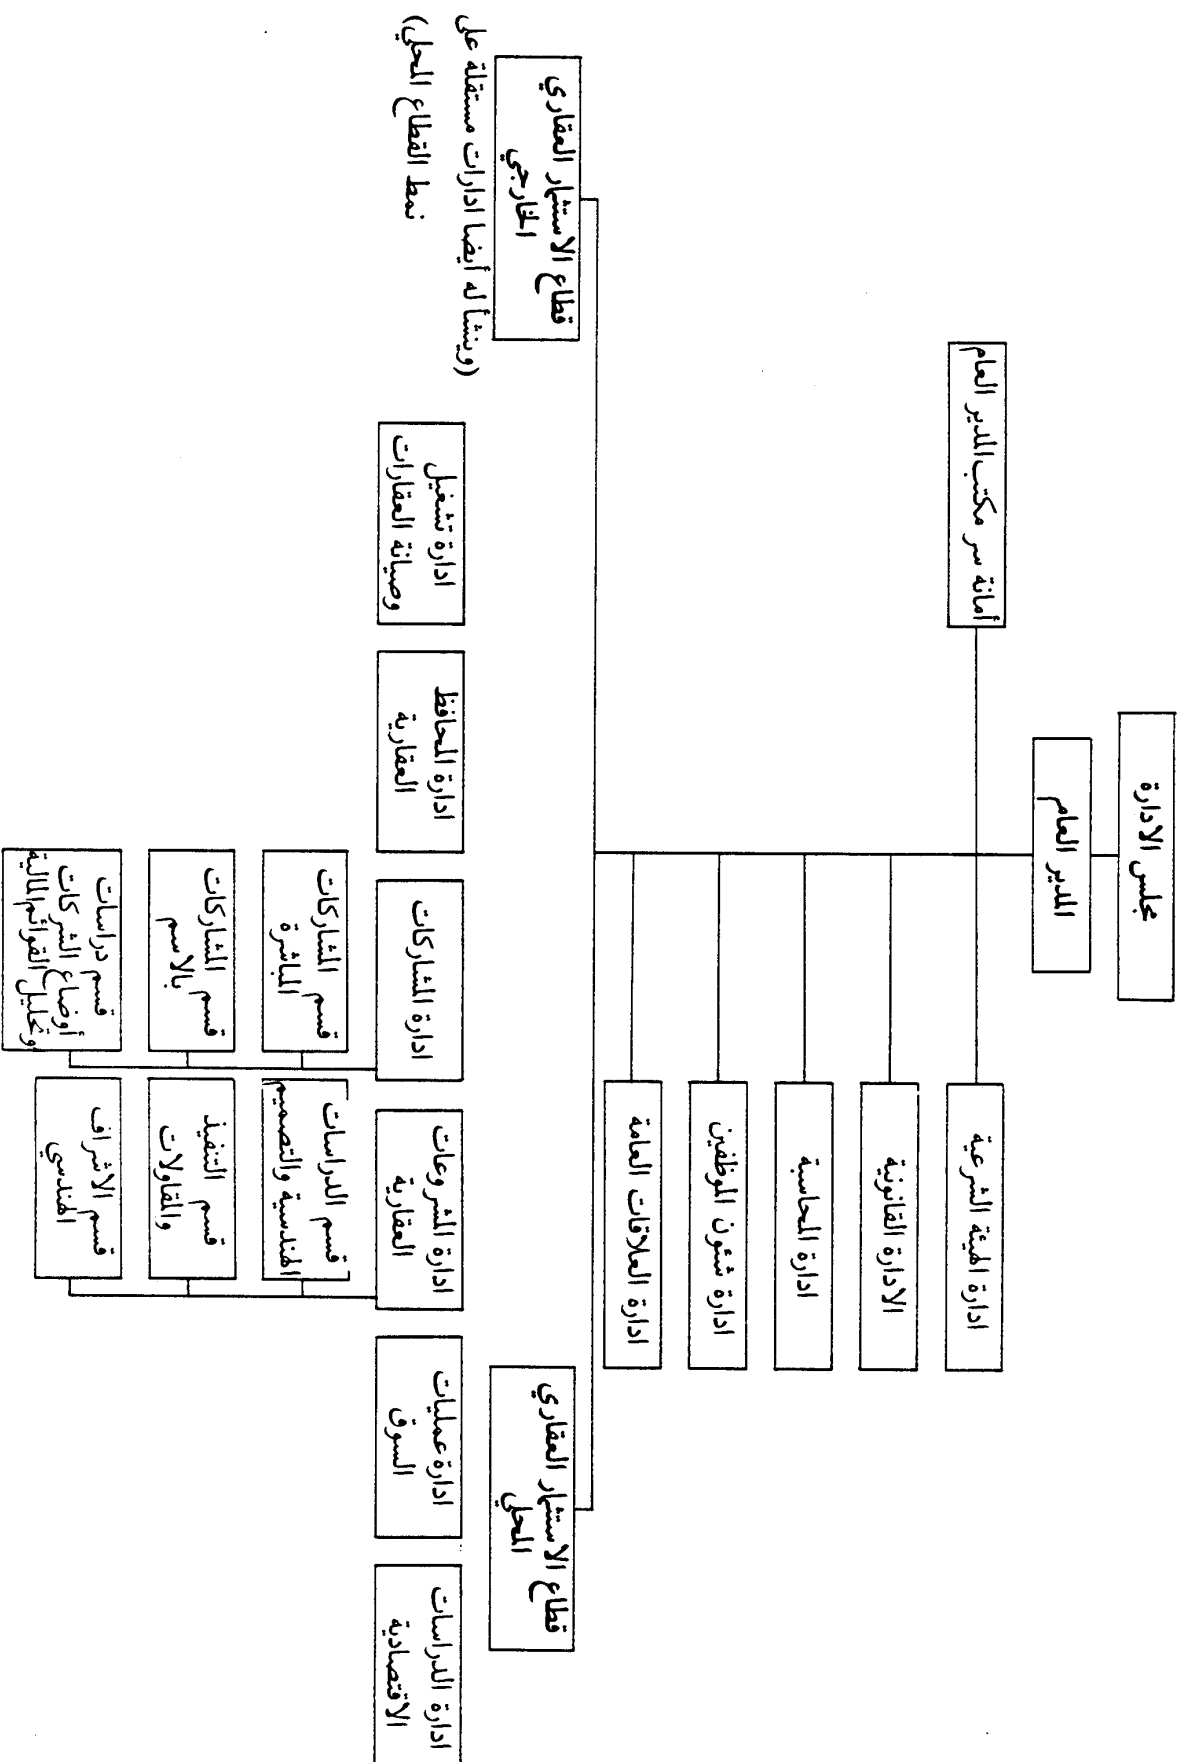 مجلس الادارة
المدير العام
أمانة سر مكتب المدير العام
ادارة الهيئة الشرعية
الادارة القانونية
ادارة المحاسبة
ادارة شئون الموظفين
ادارة العلاقات العامة
قطاع الاستثمار العقاري
المحلي
قطاع الاستثمار العقاري
الخارجي
(وينشأ له أيضا ادارات مستقلة على
نمط القطاع المحلي)
ادارة الدراسات
الاقتصادية
ادارة عمليات
السوق
ادارة المشروعات
العقارية
ادارة المشاركات
ادارة المحافظ
العقارية
ادارة تشغيل
وصيانة العقارات
قسم الدراسات
الهندسية والتصميم
قسم التنفيذ
والمقاولات
قسم الاشراف
الهندسي
قسم المشاركات
المباشرة
قسم المشاركات
بالاسم
قسم دراسات
أوضاع الشركات
وتحليل القوائم المالية